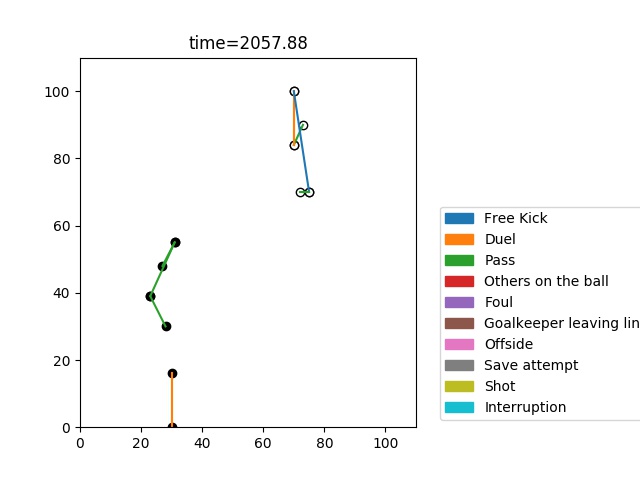 time=2057.88
100
80
60
40
20
0
0 20 40 60 80 100
Free Kick
Duel
Pass
Others on the ball
Foul
Goalkeeper leaving lin
Offside
Save attempt
Shot
Interruption